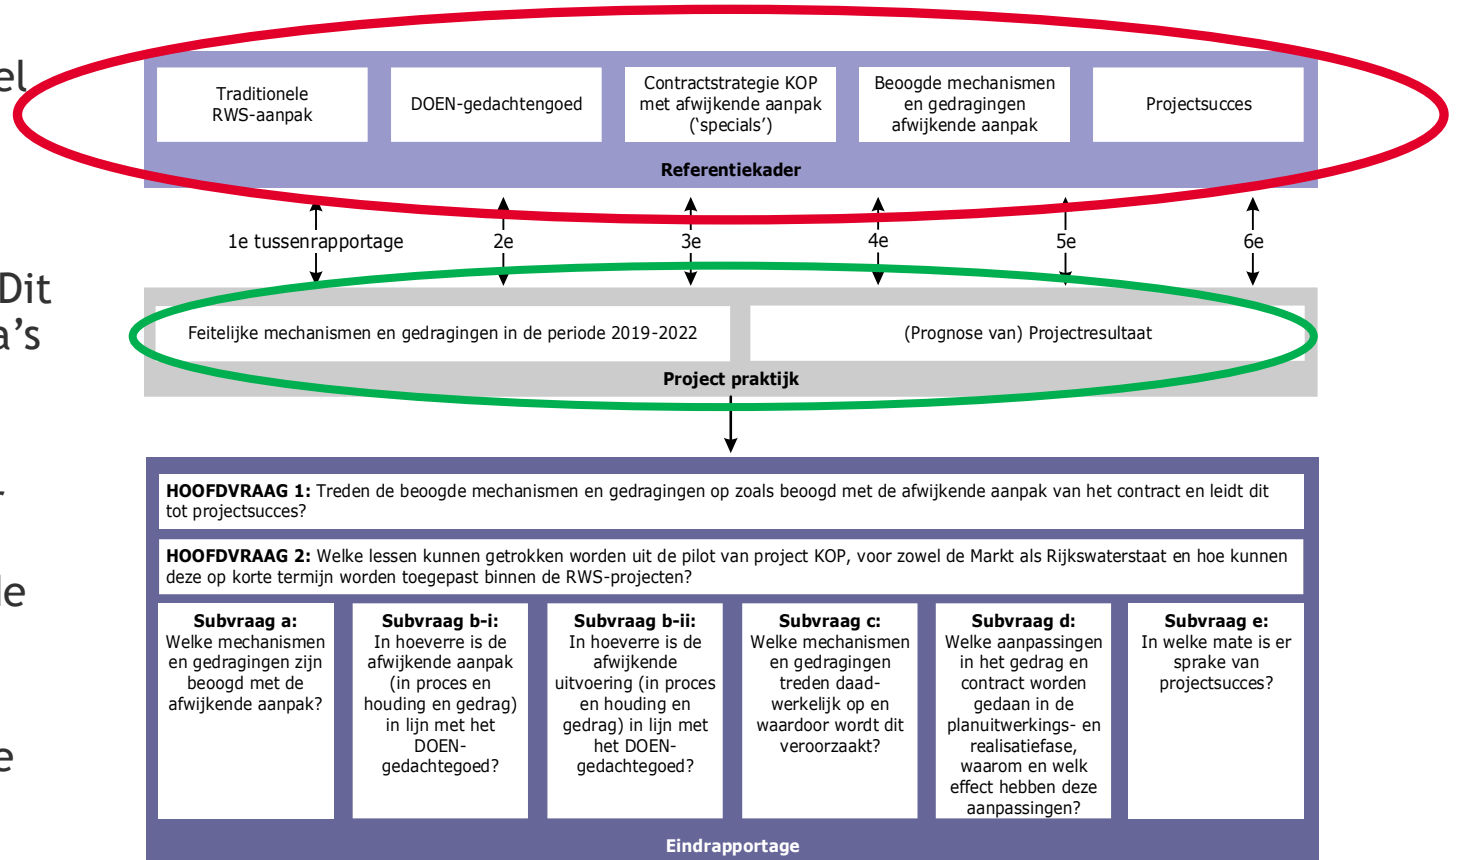 el
Dit
a's
r
le
e
Traditionele
RWS-aanpak
DOEN-gedachtengoed
Contractstrategie KOP
met afwijkende aanpak
('specials')
Beoogde mechanismen
en gedragingen
afwijkende aanpak
Projectsucces
Referentiekader
1e tussenrapportage
2e
3e
4e
5e
6e
Feitelijke mechanismen en gedragingen in de periode 2019-2022
(Prognose van) Projectresultaat
Project praktijk
HOOFDVRAAG 1: Treden de beoogde mechanismen en gedragingen op zoals beoogd met de afwijkende aanpak van het contract en leidt dit
tot projectsucces?
HOOFDVRAAG 2: Welke lessen kunnen getrokken worden uit de pilot van project KOP, voor zowel de Markt als Rijkswaterstaat en hoe kunnen
deze op korte termijn worden toegepast binnen de RWS-projecten?
Subvraag a:
Welke mechanismen
en gedragingen zijn
beoogd met de
afwijkende aanpak?
Subvraag b-i:
In hoeverre is de
afwijkende aanpak
(in proces en
houding en gedrag)
in lijn met het
DOEN-
gedachtegoed?
Subvraag b-ii:
In hoeverre is de
afwijkende
uitvoering (in proces
en houding en
gedrag) in lijn met
het DOEN-
gedachtegoed?
Subvraag c:
Welke mechanismen
en gedragingen
treden daad-
werkelijk op en
waardoor wordt dit
veroorzaakt?
Subvraag d:
Welke aanpassingen
in het gedrag en
contract worden
gedaan in de
planuitwerkings- en
realisatiefase,
waarom en welk
effect hebben deze
aanpassingen?
Subvraag e:
In welke mate is er
sprake van
projectsucces?
Eindrapportage